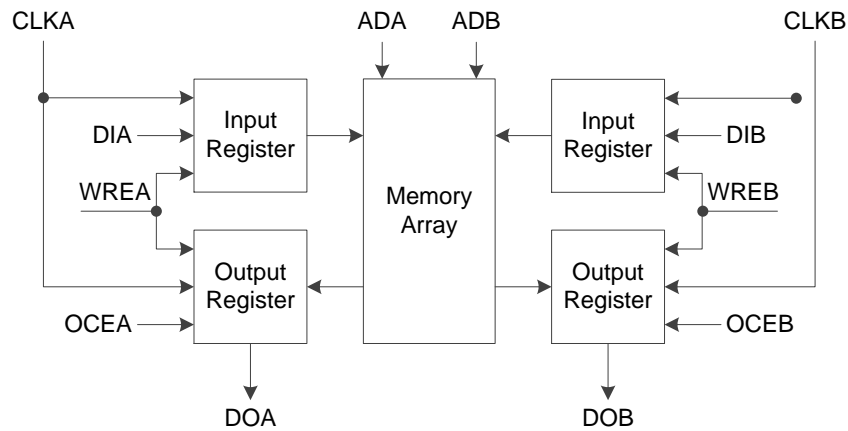 CLKA
ADA
ADB
CLKB
Input
Register
Input
Register
DIA
DIB
WREA
Memory
Array
WREB
Output
Register
Output
Register
OCEA
OCEB
DOA
DOB